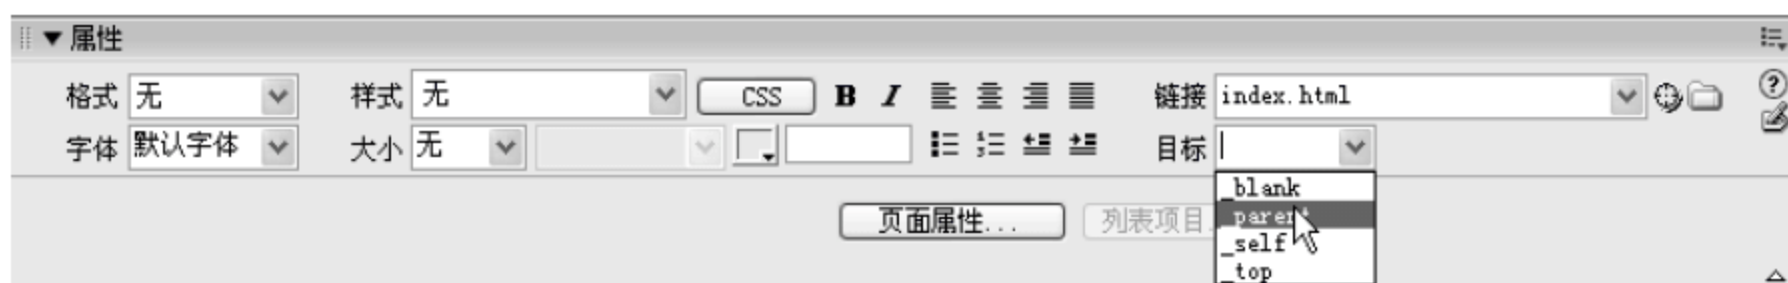 属性
格式 无 样式 无 CSS B I 链接 index.html
字体 默认字体 大小 无 目标
_blank
页面属性... 列表项目. _parent
_self
_top